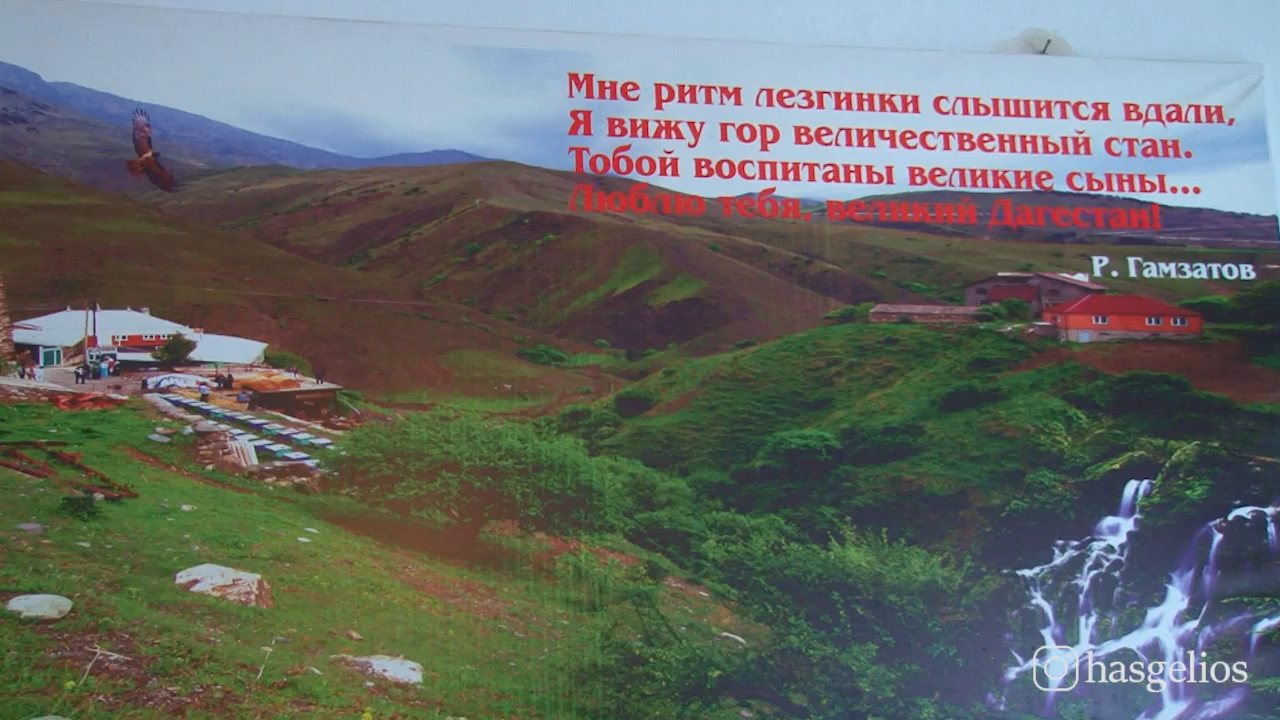 Мне ритм лезгинки слышится вдали,
Я вижу гор величественный стан.
Тобой воспитаны великие сыны...
Люблю тебя, великий Дагестан!
Р. Гамзатов
hasgelios